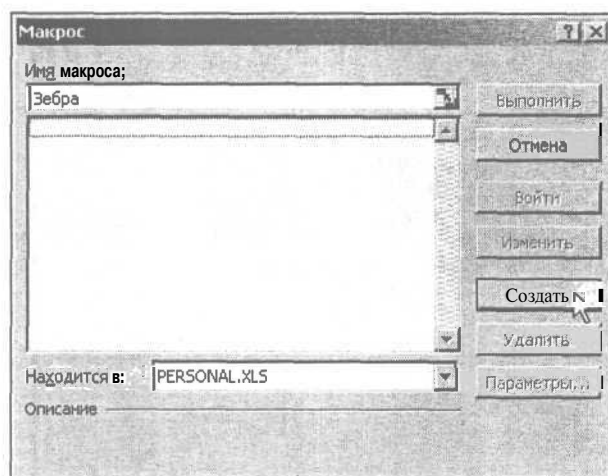 Макрос
Имя макроса;
Зебра
Выполнить
Отмена
Войти
Изменить
Создать
Удалить
Находится в: PERSONAL.XLS
Параметры...
Описание